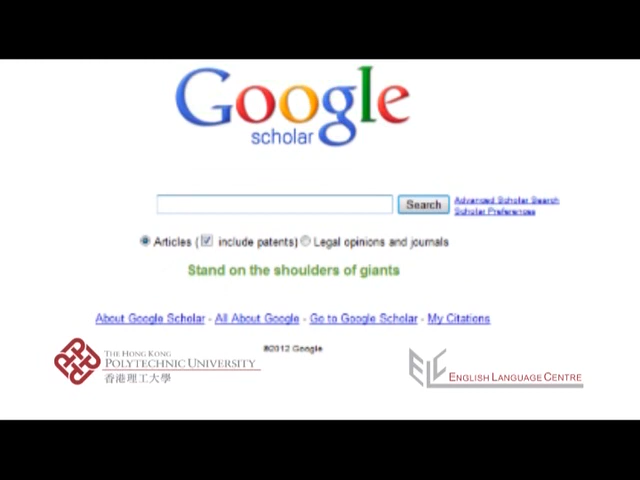 Google
scholar
Search
Advanced Scholar Search
Scholar Preferences
Articles ( include patents) Legal opinions and journals
Stand on the shoulders of giants
About Google Scholar - All About Google - Go to Google Scholar - My Citations
©2012 Google
THE HONG KONG
POLYTECHNIC UNIVERSITY
香港理工大學
ELC
ENGLISH LANGUAGE CENTRE